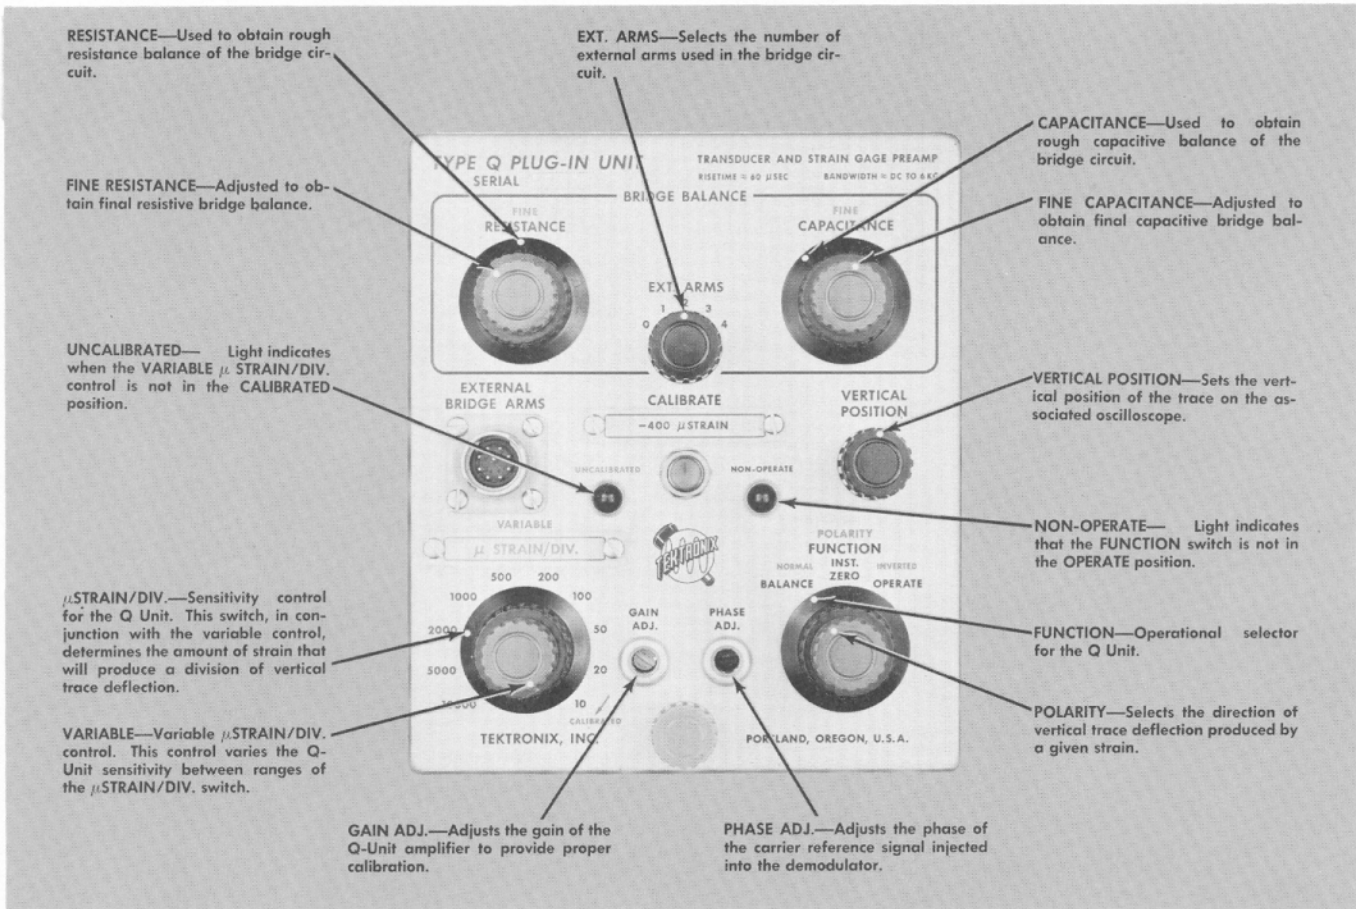 RESISTANCE—Used to obtain rough
resistance balance of the bridge cir-
cuit.
EXT. ARMS—Selects the number of
external arms used in the bridge cir-
cuit.
CAPACITANCE—Used to obtain
rough capacitive balance of the
bridge circuit.
FINE RESISTANCE—Adjusted to ob-
tain final resistive bridge balance.
FINE CAPACITANCE—Adjusted to
obtain final capacitive bridge bal-
ance.
UNCALIBRATED— Light indicates
when the VARIABLE μ STRAIN/DIV.
control is not in the CALIBRATED
position.
VERTICAL POSITION—Sets the vert-
ical position of the trace on the as-
sociated oscilloscope.
NON-OPERATE— Light indicates
that the FUNCTION switch is not in
the OPERATE position.
μSTRAIN/DIV.—Sensitivity control
for the Q Unit. This switch, in con-
junction with the variable control,
determines the amount of strain that
will produce a division of vertical
trace deflection.
FUNCTION—Operational selector
for the Q Unit.
VARIABLE—Variable μSTRAIN/DIV.
control. This control varies the Q-
Unit sensitivity between ranges of
the μSTRAIN/DIV. switch.
POLARITY—Selects the direction of
vertical trace deflection produced by
a given strain.
GAIN ADJ.—Adjusts the gain of the
Q-Unit amplifier to provide proper
calibration.
PHASE ADJ.—Adjusts the phase of
the carrier reference signal injected
into the demodulator.
TYPE Q PLUG-IN UNIT
SERIAL
TRANSDUCER AND STRAIN GAGE PREAMP
RISETIME ≈ 60 μSEC BANDWIDTH ≈ DC TO 6 KC
BRIDGE BALANCE
FINE
RESISTANCE
FINE
CAPACITANCE
EXT. ARMS
0 1 2 3 4
EXTERNAL
BRIDGE ARMS
CALIBRATE
-400 μSTRAIN
VERTICAL
POSITION
UNCALIBRATED
NON-OPERATE
VARIABLE
μ STRAIN/DIV.
TEKTRONIX
POLARITY
FUNCTION
NORMAL
INST.
ZERO
INVERTED
BALANCE
OPERATE
500 200
1000 100
2000 50
5000 20
10
CALIBRATED
GAIN
ADJ.
PHASE
ADJ.
TEKTRONIX, INC.
PORTLAND, OREGON, U.S.A.